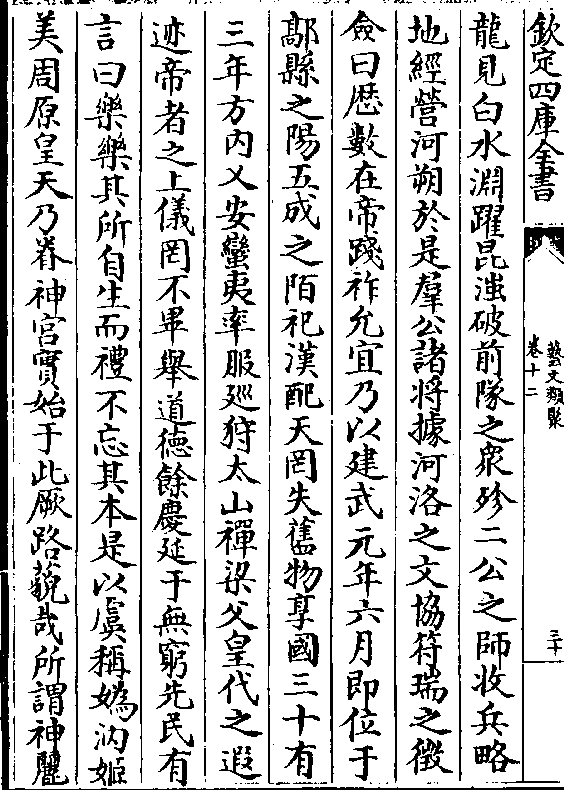 欽定四庫全書
藝文類聚
卷十二
三十
龍見白水淵躍昆滍破前隊之衆殄二公之師收兵略
地經營河朔於是羣公諸將據河洛之文協符瑞之徵
僉曰厯數在帝踐祚允宜乃以建武元年六月即位于
鄗縣之陽五成之陌祀漢配天罔失舊物享國三十有
三年方內乂安蠻夷率服廵狩太山禪梁父皇代之遐
迹帝者之上儀罔不畢舉道德餘慶延于無窮先民有
言曰樂樂其所自生而禮不忘其本是以虞稱嬀汭姬
美周原皇天乃眷神宮實始于此厥路藐哉所謂神麗